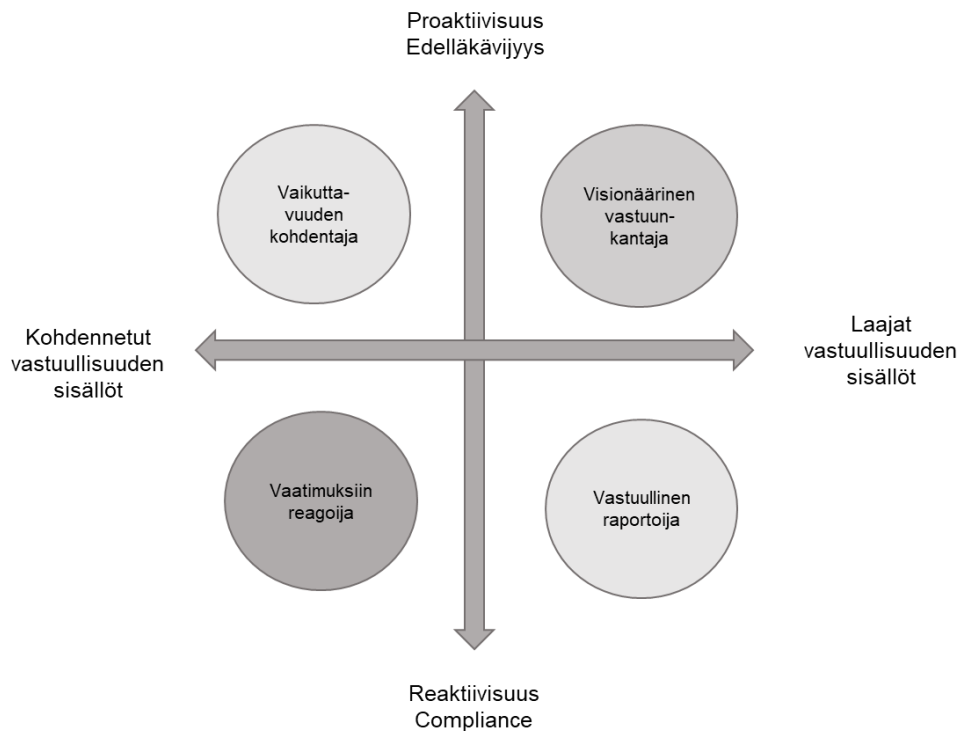 Proaktiivisuus
Edelläkävijyys
Vaikutta-
vuuden
kohdentaja
Visionäärinen
vastuun-
kantaja
Kohdennetut
vastuullisuuden
sisällöt
Laajat
vastuullisuuden
sisällöt
Vaatimuksiin
reagoija
Vastuullinen
raportoija
Reaktiivisuus
Compliance